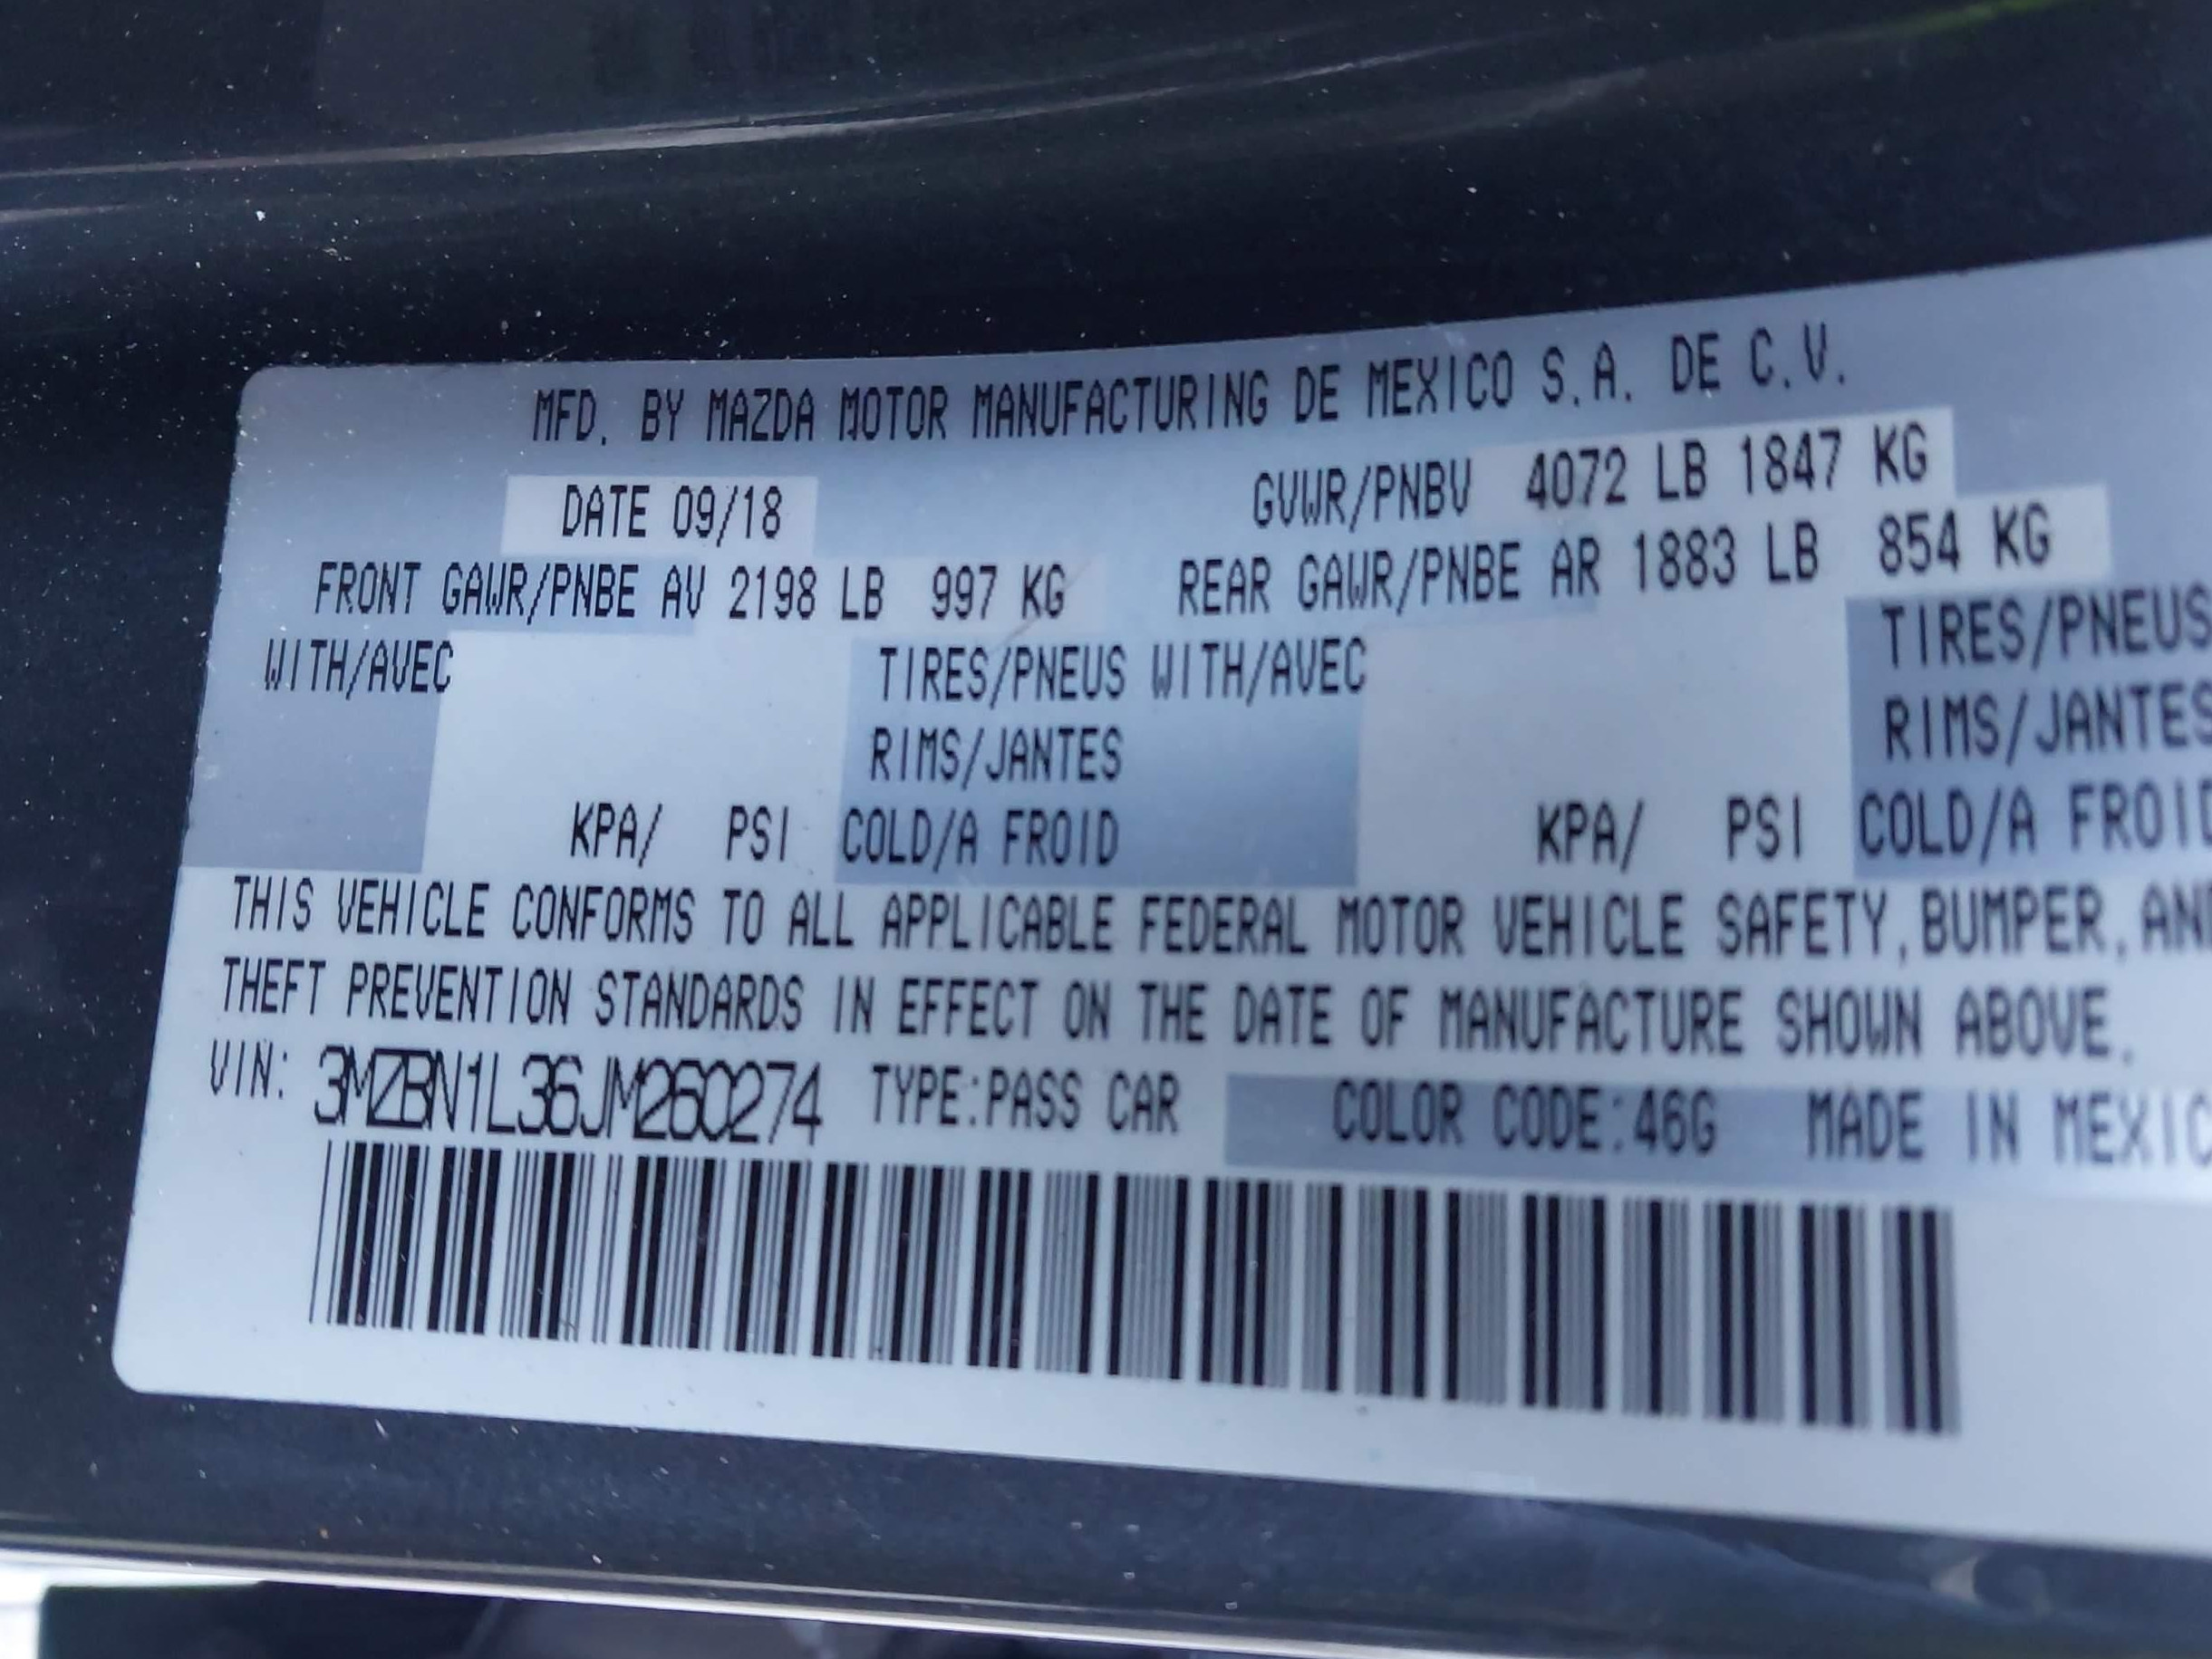 MFD. BY MAZDA MOTOR MANUFACTURING DE MEXICO S.A. DE C.V.
DATE 09/18 GVWR/PNBV 4072 LB 1847 KG
FRONT GAWR/PNBE AV 2198 LB 997 KG REAR GAWR/PNBE AR 1883 LB 854 KG
WITH/AVEC TIRES/PNEUS WITH/AVEC TIRES/PNEUS
RIMS/JANTES RIMS/JANTES
KPA/ PSI COLD/A FROID KPA/ PSI COLD/A FROID
THIS VEHICLE CONFORMS TO ALL APPLICABLE FEDERAL MOTOR VEHICLE SAFETY, BUMPER, AN
THEFT PREVENTION STANDARDS IN EFFECT ON THE DATE OF MANUFACTURE SHOWN ABOVE.
VIN: 3MZBN1L36JM260274 TYPE:PASS CAR COLOR CODE:46G MADE IN MEXIC